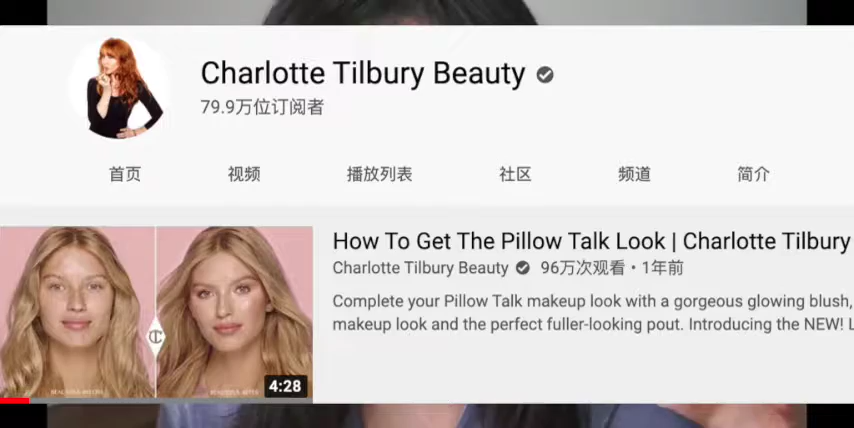 Charlotte Tilbury Beauty
79.9万位订阅者
首页 视频 播放列表 社区 频道 简介
How To Get The Pillow Talk Look | Charlotte Tilbury
Charlotte Tilbury Beauty 96万次观看 · 1年前
Complete your Pillow Talk makeup look with a gorgeous glowing blush,
makeup look and the perfect fuller-looking pout. Introducing the NEW! L
4:28